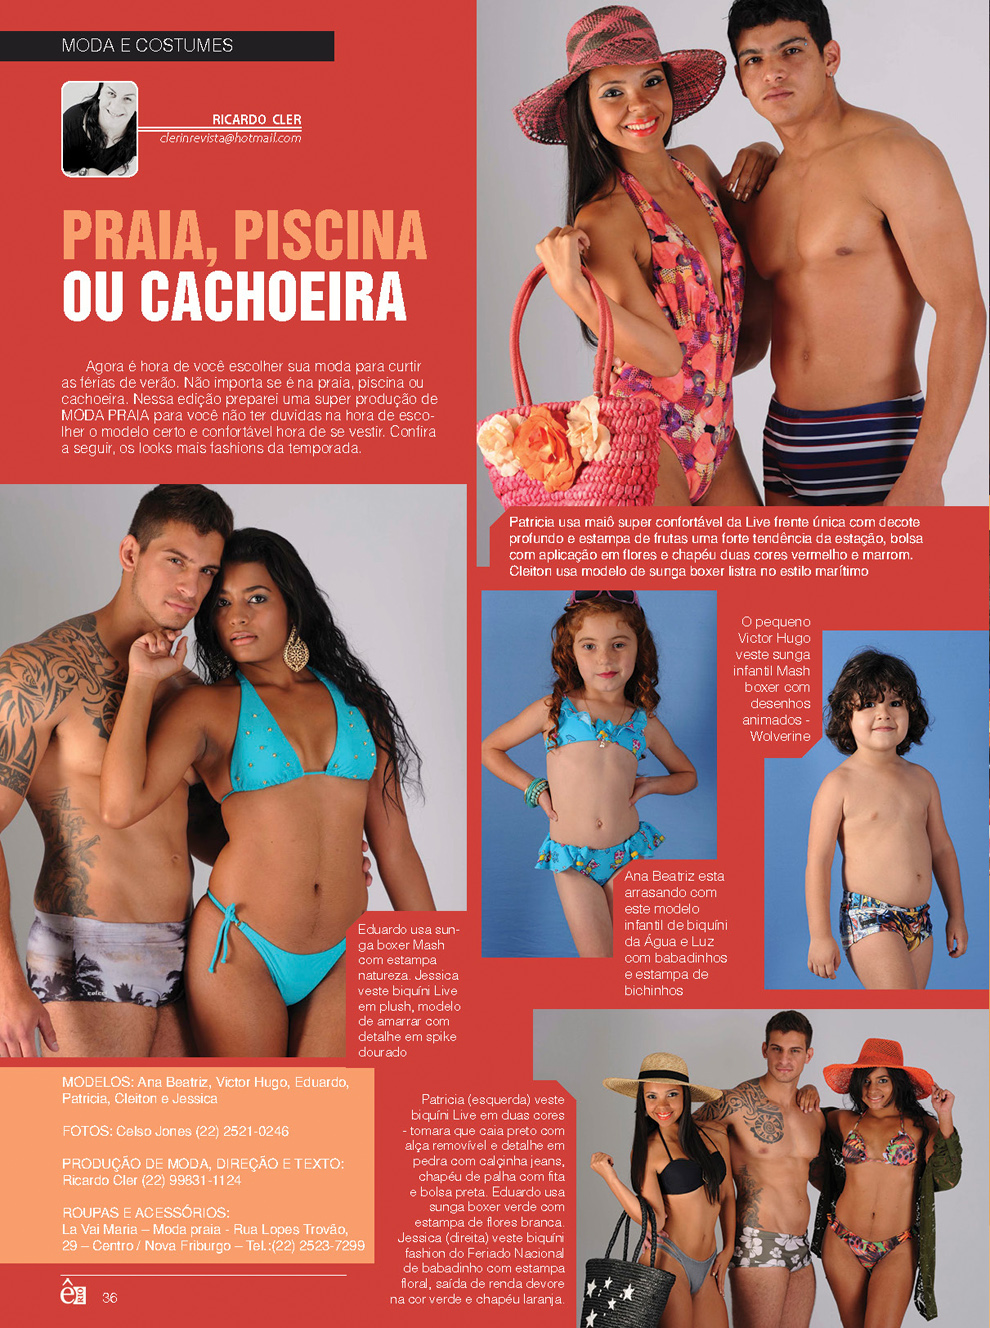 MODA E COSTUMES
RICARDO CLER
clerinrevista@hotmail.com
PRAIA, PISCINA
OU CACHOEIRA
Agora é hora de você escolher sua moda para curtir
as férias de verão. Não importa se é na praia, piscina ou
cachoeira. Nessa edição preparei uma super produção de
MODA PRAIA para você não ter duvidas na hora de esco-
lher o modelo certo e confortável hora de se vestir. Confira
a seguir, os looks mais fashions da temporada.
Patricia usa maiô super confortável da Live frente única com decote
profundo e estampa de frutas uma forte tendência da estação, bolsa
com aplicação em flores e chapéu duas cores vermelho e marrom.
Cleiton usa modelo de sunga boxer listra no estilo marítimo
O pequeno
Victor Hugo
veste sunga
infantil Mash
boxer com
desenhos
animados -
Wolverine
Ana Beatriz esta
arrasando com
este modelo
infantil de biquíni
da Água e Luz
com babadinhos
e estampa de
bichinhos
Eduardo usa sun-
ga boxer Mash
com estampa
natureza. Jessica
veste biquíni Live
em plush, modelo
de amarrar com
detalhe em spike
dourado
MODELOS: Ana Beatriz, Victor Hugo, Eduardo,
Patricia, Cleiton e Jessica
FOTOS: Celso Jones (22) 2521-0246
PRODUÇÃO DE MODA, DIREÇÃO E TEXTO:
Ricardo Cler (22) 99831-1124
ROUPAS E ACESSÓRIOS:
La Vai Maria – Moda praia - Rua Lopes Trovão,
29 – Centro / Nova Friburgo – Tel.:(22) 2523-7299
Patricia (esquerda) veste
biquíni Live em duas cores
- tomara que caia preto com
alça removível e detalhe em
pedra com calçinha jeans,
chapéu de palha com fita
e bolsa preta. Eduardo usa
sunga boxer verde com
estampa de flores branca.
Jessica (direita) veste biquíni
fashion do Feriado Nacional
de babadinho com estampa
floral, saída de renda devore
na cor verde e chapéu laranja.
ê RIO
36